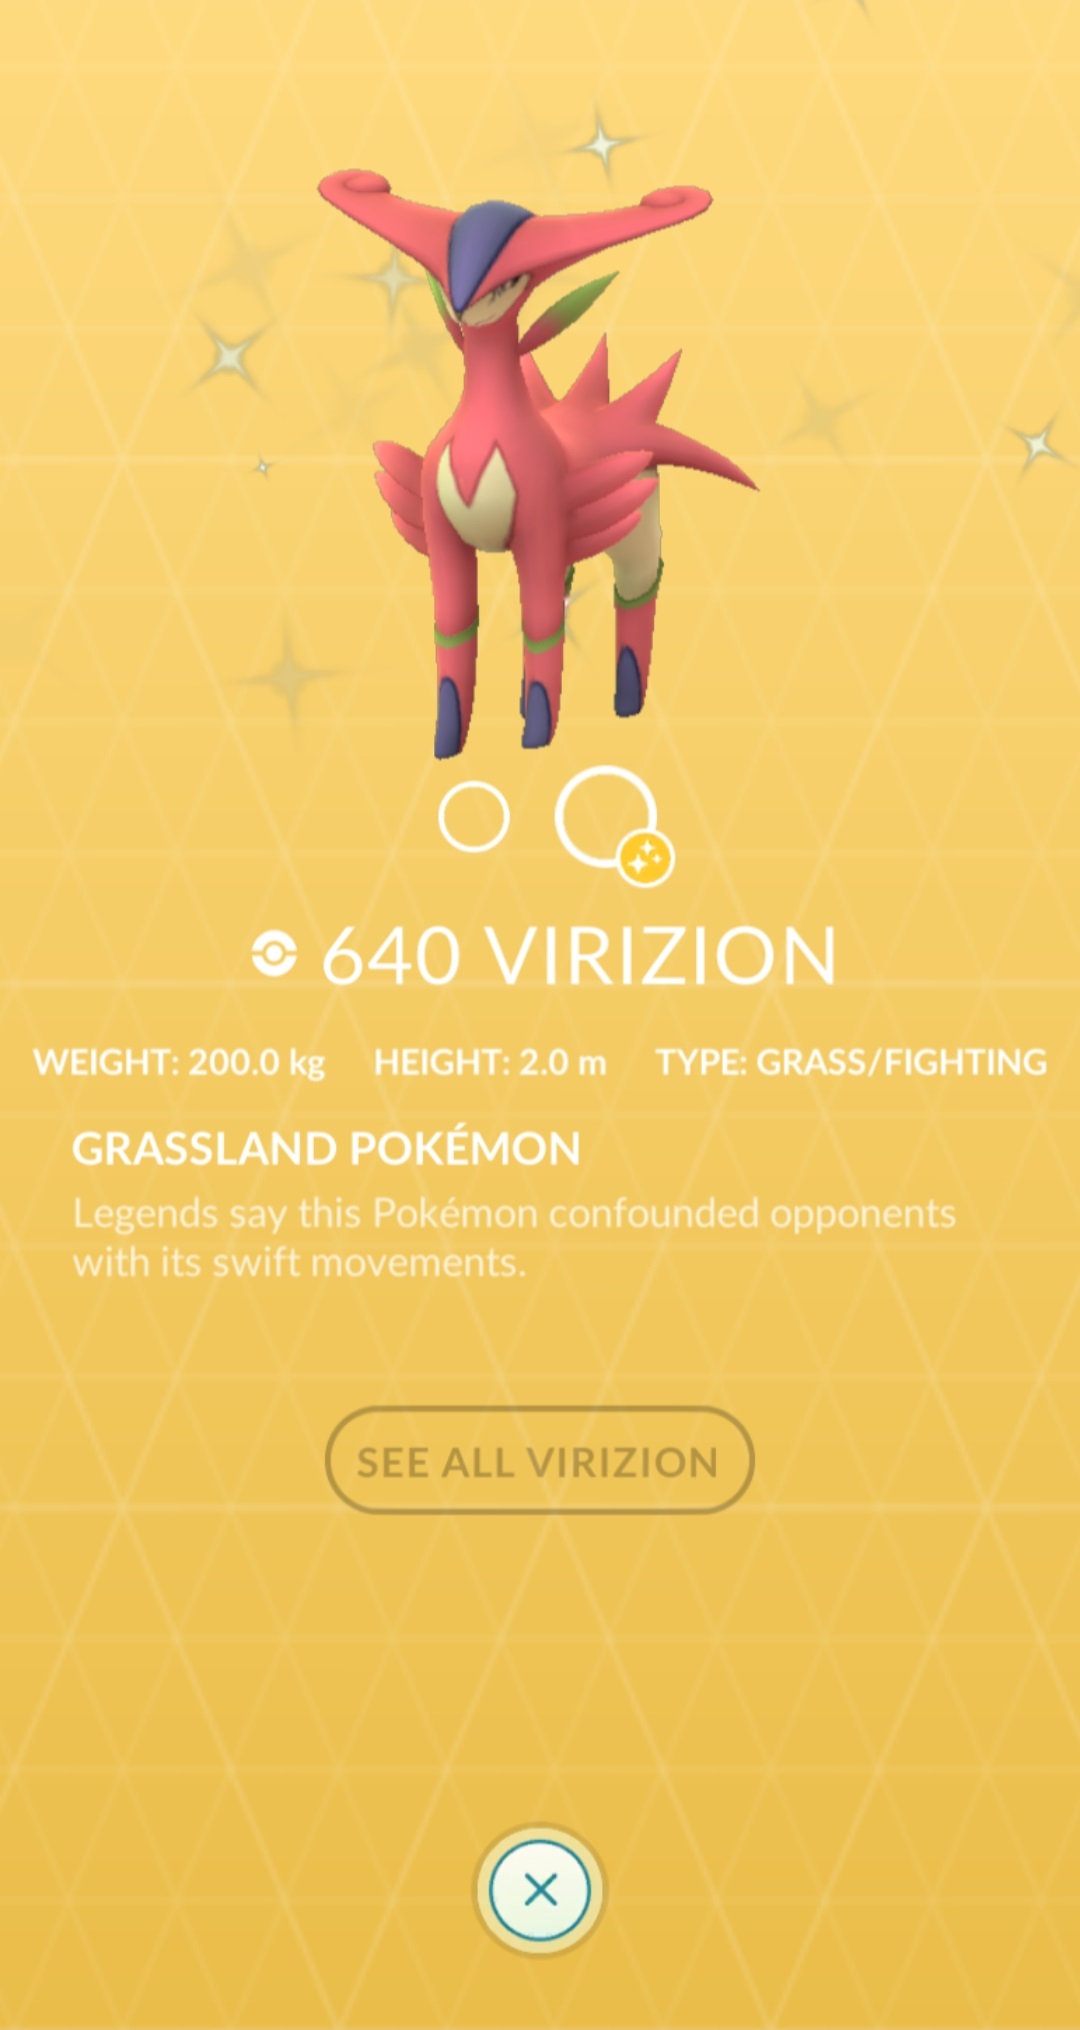 640 VIRIZION
WEIGHT: 200.0 kg HEIGHT: 2.0 m TYPE: GRASS/FIGHTING
GRASSLAND POKÉMON
Legends say this Pokémon confounded opponents
with its swift movements.
SEE ALL VIRIZION